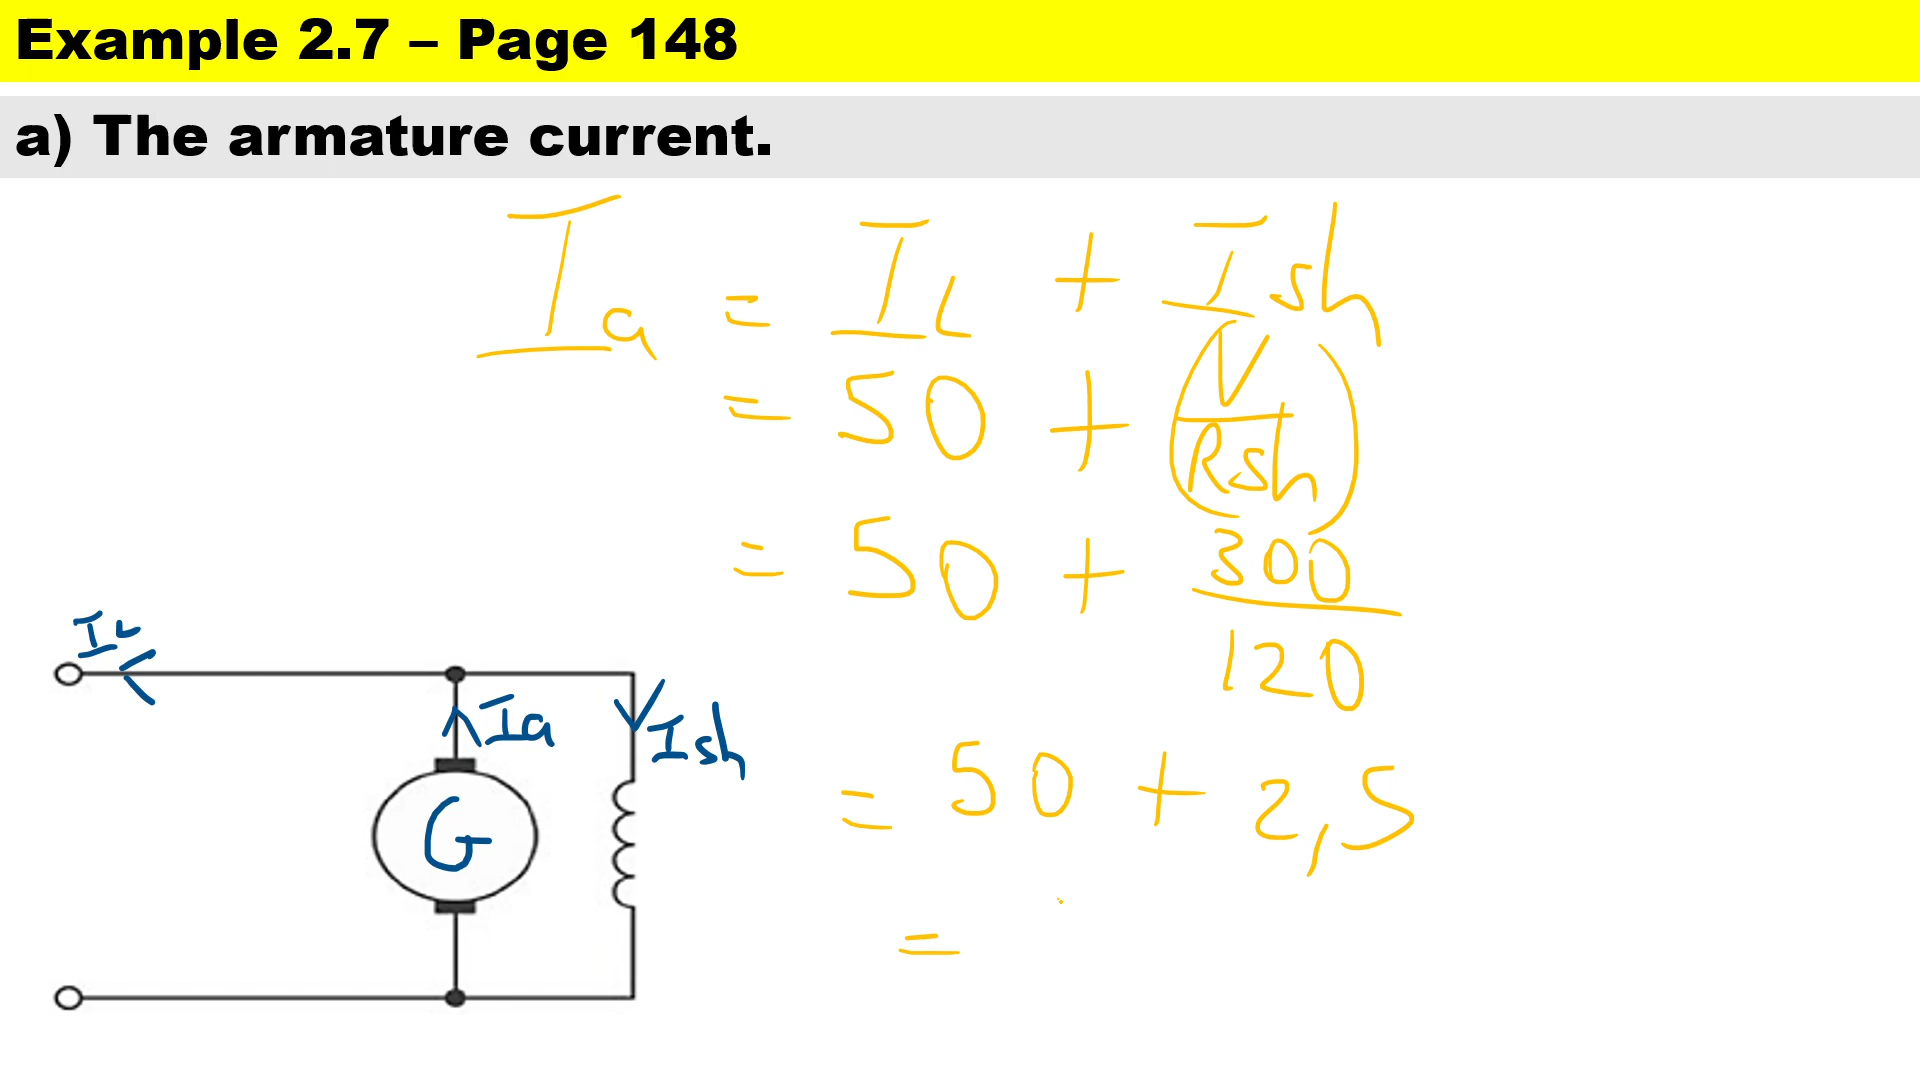 Example 2.7 – Page 148
a) The armature current.
Ia = IL + Ish
= 50 + (V/Rsh)
= 50 + 300/120
= 50 + 2,5
=
IL
Ia
Ish
G